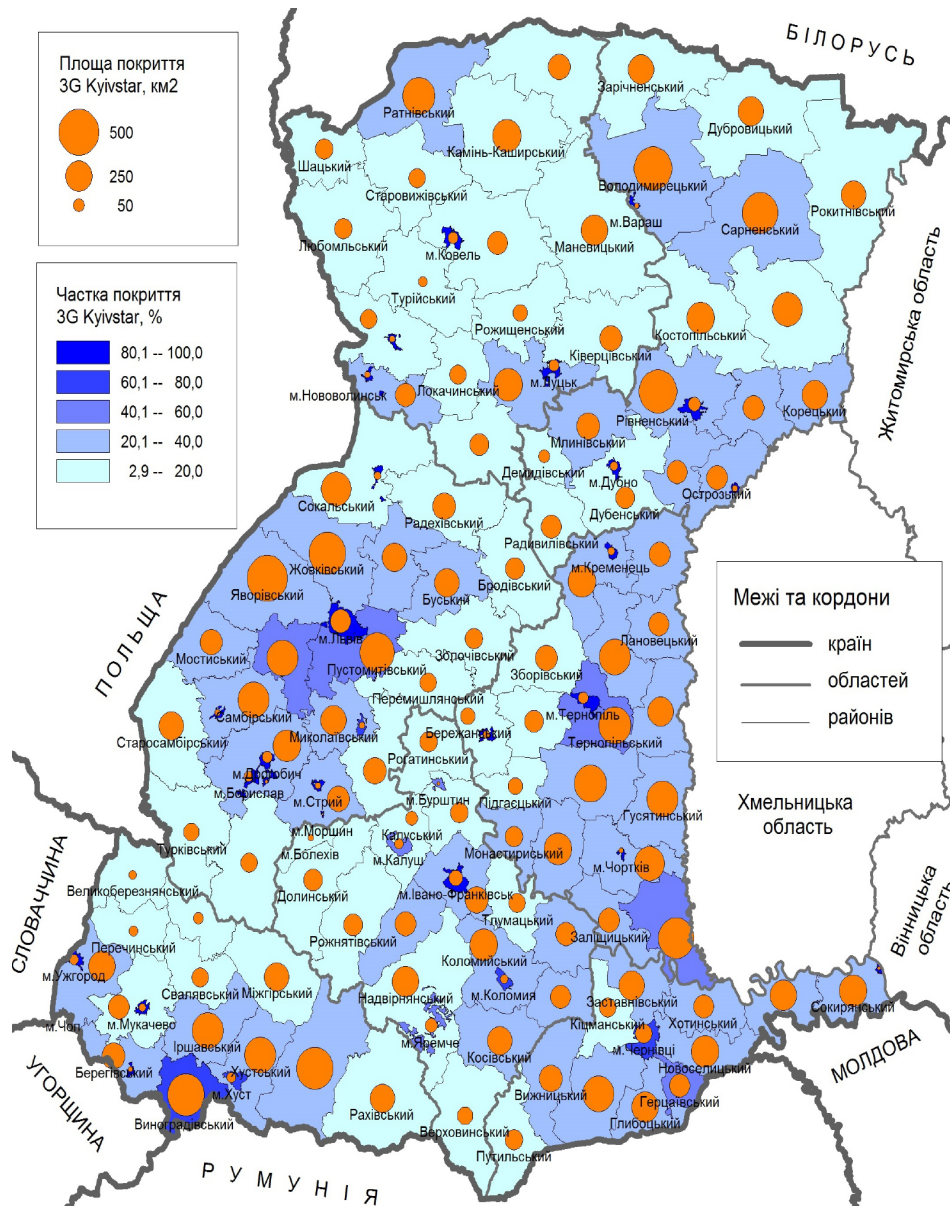 Площа покриття
3G Kyivstar, км2
500
250
50
Частка покриття
3G Kyivstar, %
80,1 -- 100,0
60,1 -- 80,0
40,1 -- 60,0
20,1 -- 40,0
2,9 -- 20,0
Межі та кордони
країн
областей
районів
БІЛОРУСЬ
Житомирська область
Хмельницька
область
Вінницька
область
МОЛДОВА
РУМУНІЯ
УГОРЩИНА
СЛОВАЧЧИНА
ПОЛЬЩА
Зарічненський
Ратнівський
Дубровицький
Камінь-Каширський
Шацький
Володимирецький
Старовижівський
м.Вараш
Рокитнівський
Сарненський
Любомльський
Маневицький
м.Ковель
Турійський
Рожищенський
Костопільський
Ківерцівський
м.Нововолинськ
Локачинський
м.Луцьк
Рівненський
Корецький
Млинівський
Демидівський
м.Дубно
Острозький
Сокальський
Дубенський
Радехівський
Радивилівський
м.Кременець
Жовківський
Бродівський
Яворівський
Буський
Лановецький
м.Львів
Мостиський
Пустомитівський
Золочівський
Зборівський
Перемишлянський
Самбірський
м.Тернопіль
Старосамбірський
Миколаївський
Бережанський
Тернопільський
Рогатинський
м.Дрогобич
м.Борислав
м.Стрий
м.Бурштин
Підгаєцький
Гусятинський
м.Моршин
Калуський
Турківський
м.Болехів
м.Калуш
Монастириський
м.Чортків
Великоберезнянський
Долинський
м.Івано-Франківськ
Тлумацький
Перечинський
Рожнятівський
Заліщицький
Коломийський
м.Ужгород
Свалявський
Міжгірський
Надвірнянський
м.Коломия
Заставнівський
Сокирянський
м.Чоп
м.Мукачево
Кіцманський
Хотинський
Іршавський
м.Яремче
м.Чернівці
Берегівський
Хустський
Косівський
Новоселицький
м.Хуст
Виноградівський
Рахівський
Вижницький
Герцаївський
Глибоцький
Верховинський
Путильський